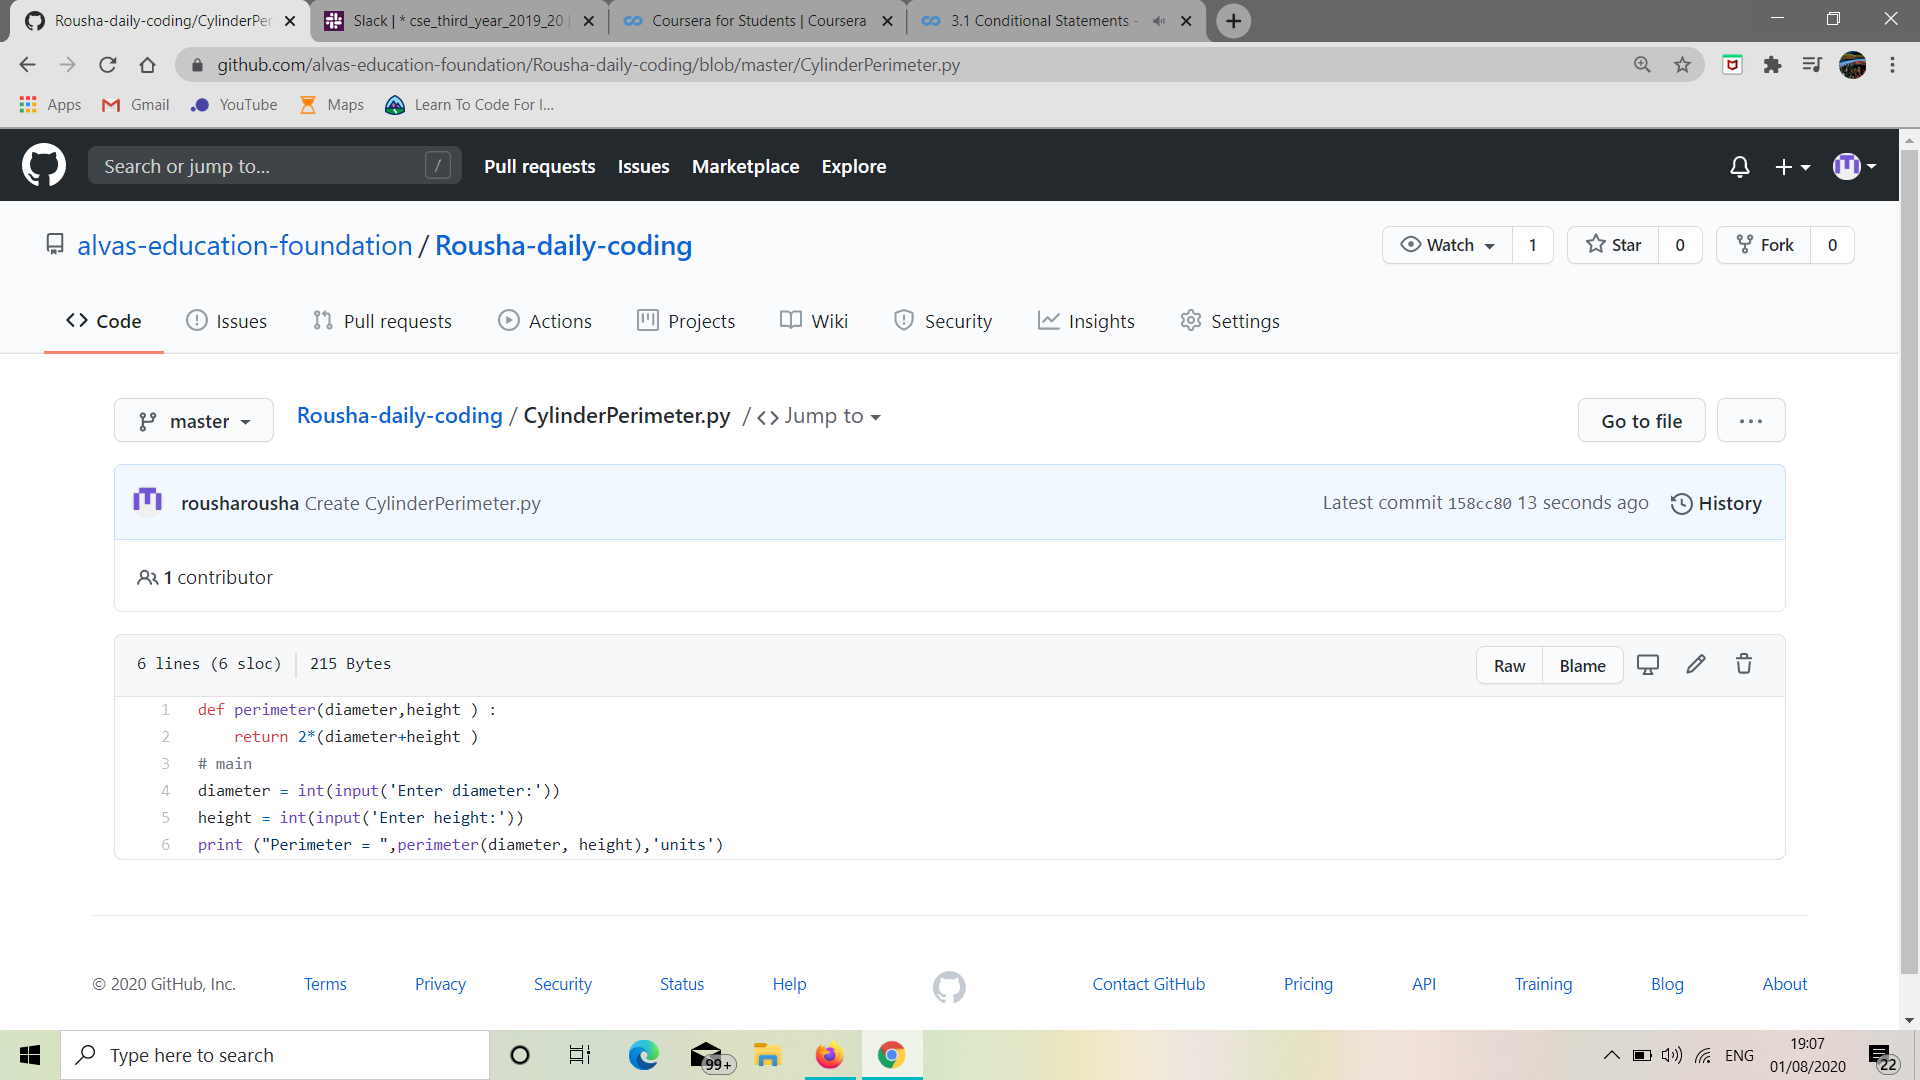 Rousha-daily-coding/CylinderPer
Slack | * cse_third_year_2019_20
Coursera for Students | Coursera
3.1 Conditional Statements -
github.com/alvas-education-foundation/Rousha-daily-coding/blob/master/CylinderPerimeter.py
Apps
Gmail
YouTube
Maps
Learn To Code For I...
Search or jump to...
/
Pull requests
Issues
Marketplace
Explore
alvas-education-foundation / Rousha-daily-coding
Watch 1
Star 0
Fork 0
Code
Issues
Pull requests
Actions
Projects
Wiki
Security
Insights
Settings
master
Rousha-daily-coding / CylinderPerimeter.py / <> Jump to
Go to file
...
rousharousha Create CylinderPerimeter.py
Latest commit 158cc80 13 seconds ago
History
1 contributor
6 lines (6 sloc) | 215 Bytes
Raw
Blame
1 def perimeter(diameter,height ) :
2     return 2*(diameter+height )
3 # main
4 diameter = int(input('Enter diameter:'))
5 height = int(input('Enter height:'))
6 print ("Perimeter = ",perimeter(diameter, height),'units')
© 2020 GitHub, Inc.
Terms
Privacy
Security
Status
Help
Contact GitHub
Pricing
API
Training
Blog
About
Type here to search
99+
ENG
19:07
01/08/2020
22